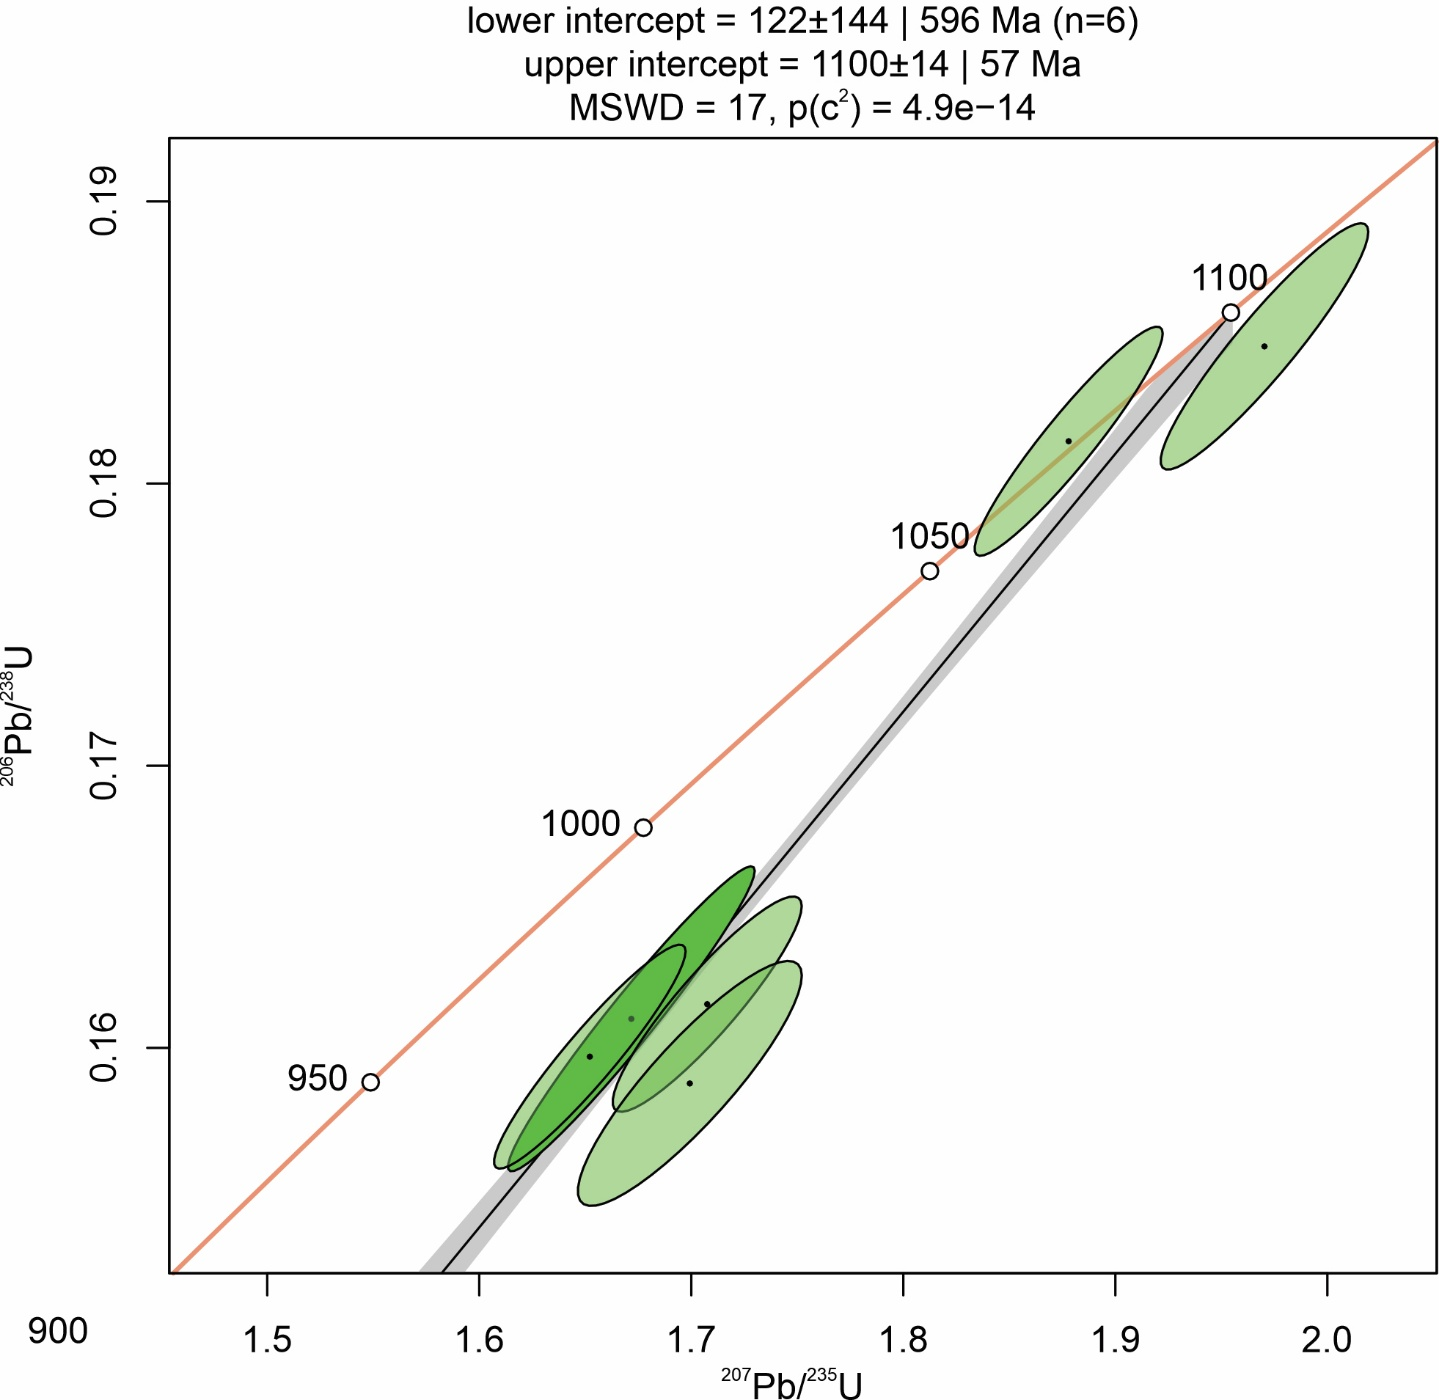 lower intercept = 122±144 | 596 Ma (n=6)
upper intercept = 1100±14 | 57 Ma
MSWD = 17, p(c²) = 4.9e−14
0.19
1100
0.18
1050
²⁰⁶Pb/²³⁸U
0.17
1000
0.16
950
900
1.5 1.6 1.7 1.8 1.9 2.0
²⁰⁷Pb/²³⁵U